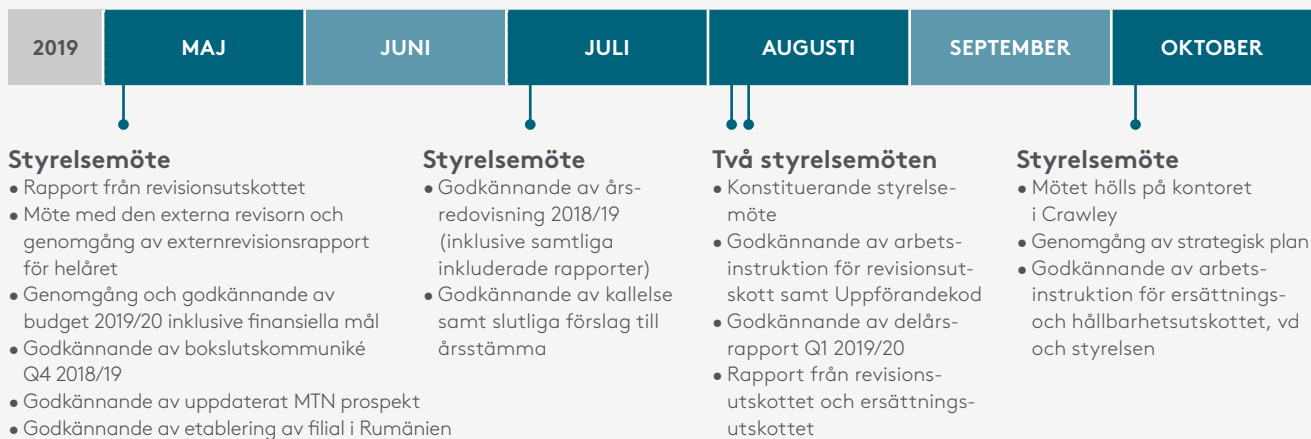 2019
MAJ
JUNI
JULI
AUGUSTI
SEPTEMBER
OKTOBER
Styrelsemöte
• Rapport från revisionsutskottet
• Möte med den externa revisorn och
genomgång av externrevisionsrapport
för helåret
• Genomgång och godkännande av
budget 2019/20 inklusive finansiella mål
• Godkännande av bokslutskommuniké
Q4 2018/19
• Godkännande av uppdaterat MTN prospekt
• Godkännande av etablering av filial i Rumänien
Styrelsemöte
• Godkännande av års-
redovisning 2018/19
(inklusive samtliga
inkluderade rapporter)
• Godkännande av kallelse
samt slutliga förslag till
årsstämma
Två styrelsemöten
• Konstituerande styrelse-
möte
• Godkännande av arbets-
instruktion för revisionsut-
skott samt Uppförandekod
• Godkännande av delårs-
rapport Q1 2019/20
• Rapport från revisions-
utskottet och ersättnings-
utskottet
Styrelsemöte
• Mötet hölls på kontoret
i Crawley
• Genomgång av strategisk plan
• Godkännande av arbets-
instruktion för ersättnings-
och hållbarhetsutskottet, vd
och styrelsen